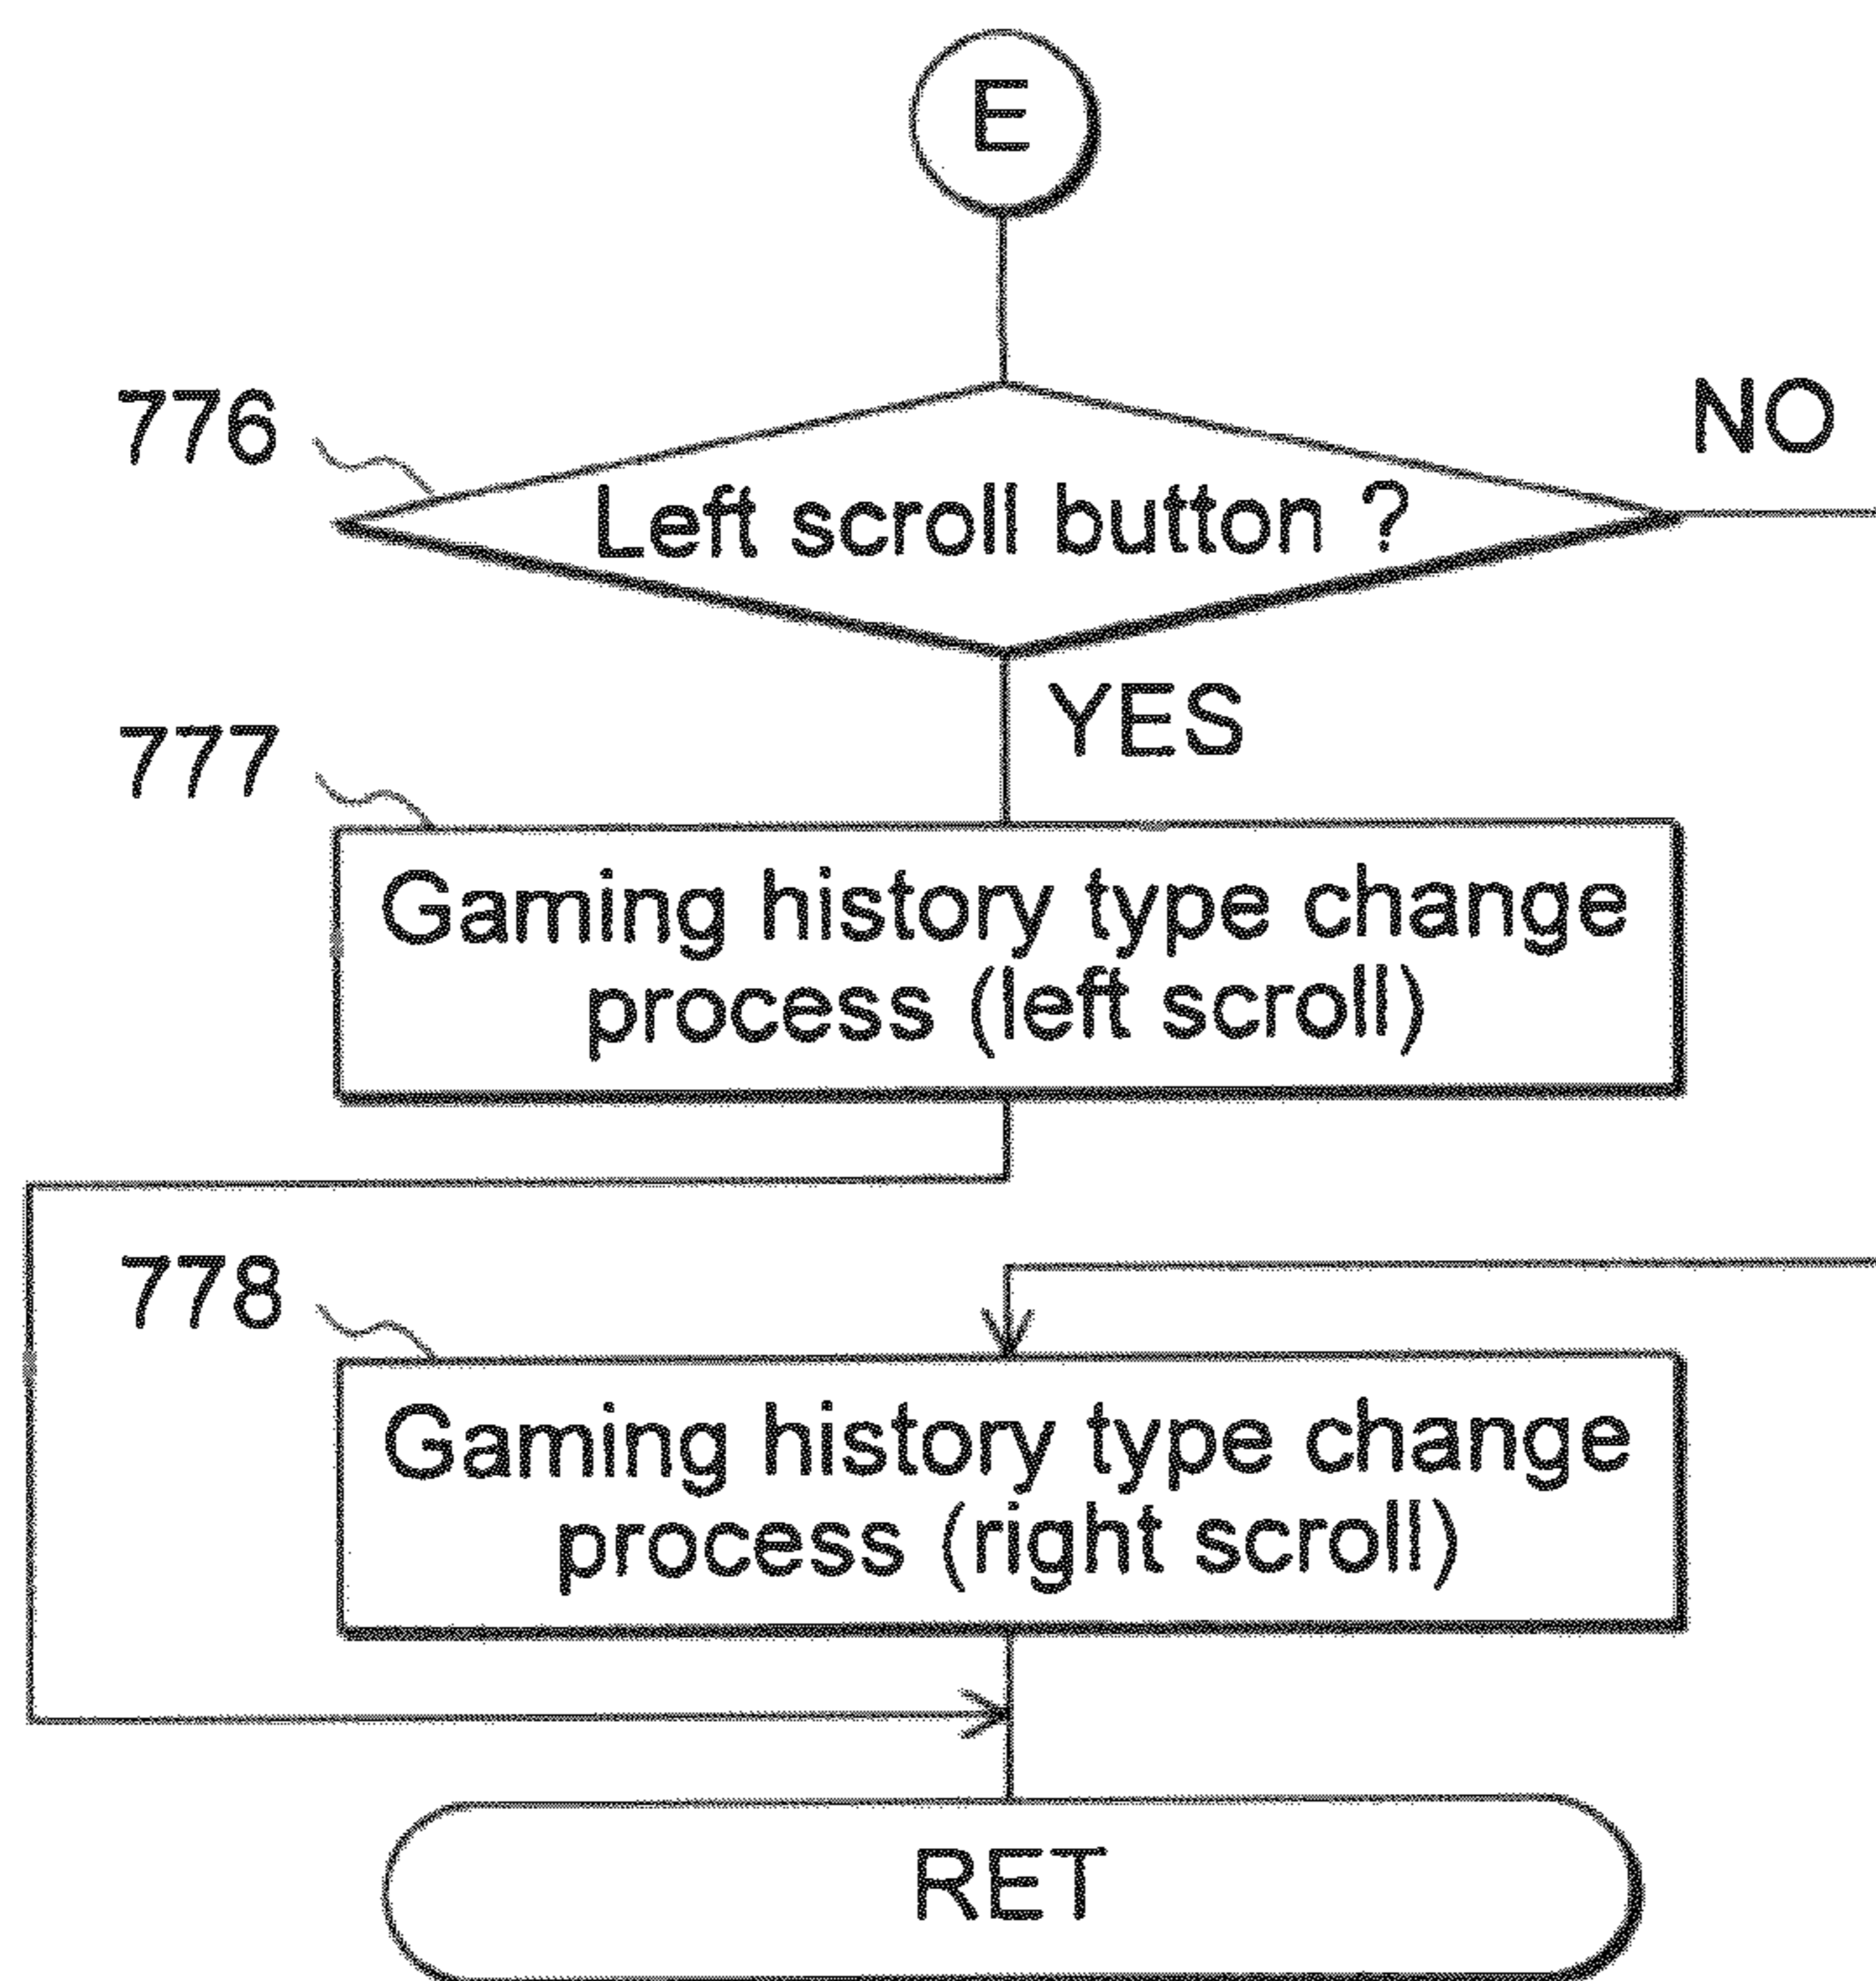 E
776
NO
Left scroll button ?
YES
777
Gaming history type change
process (left scroll)
778
Gaming history type change
process (right scroll)
RET